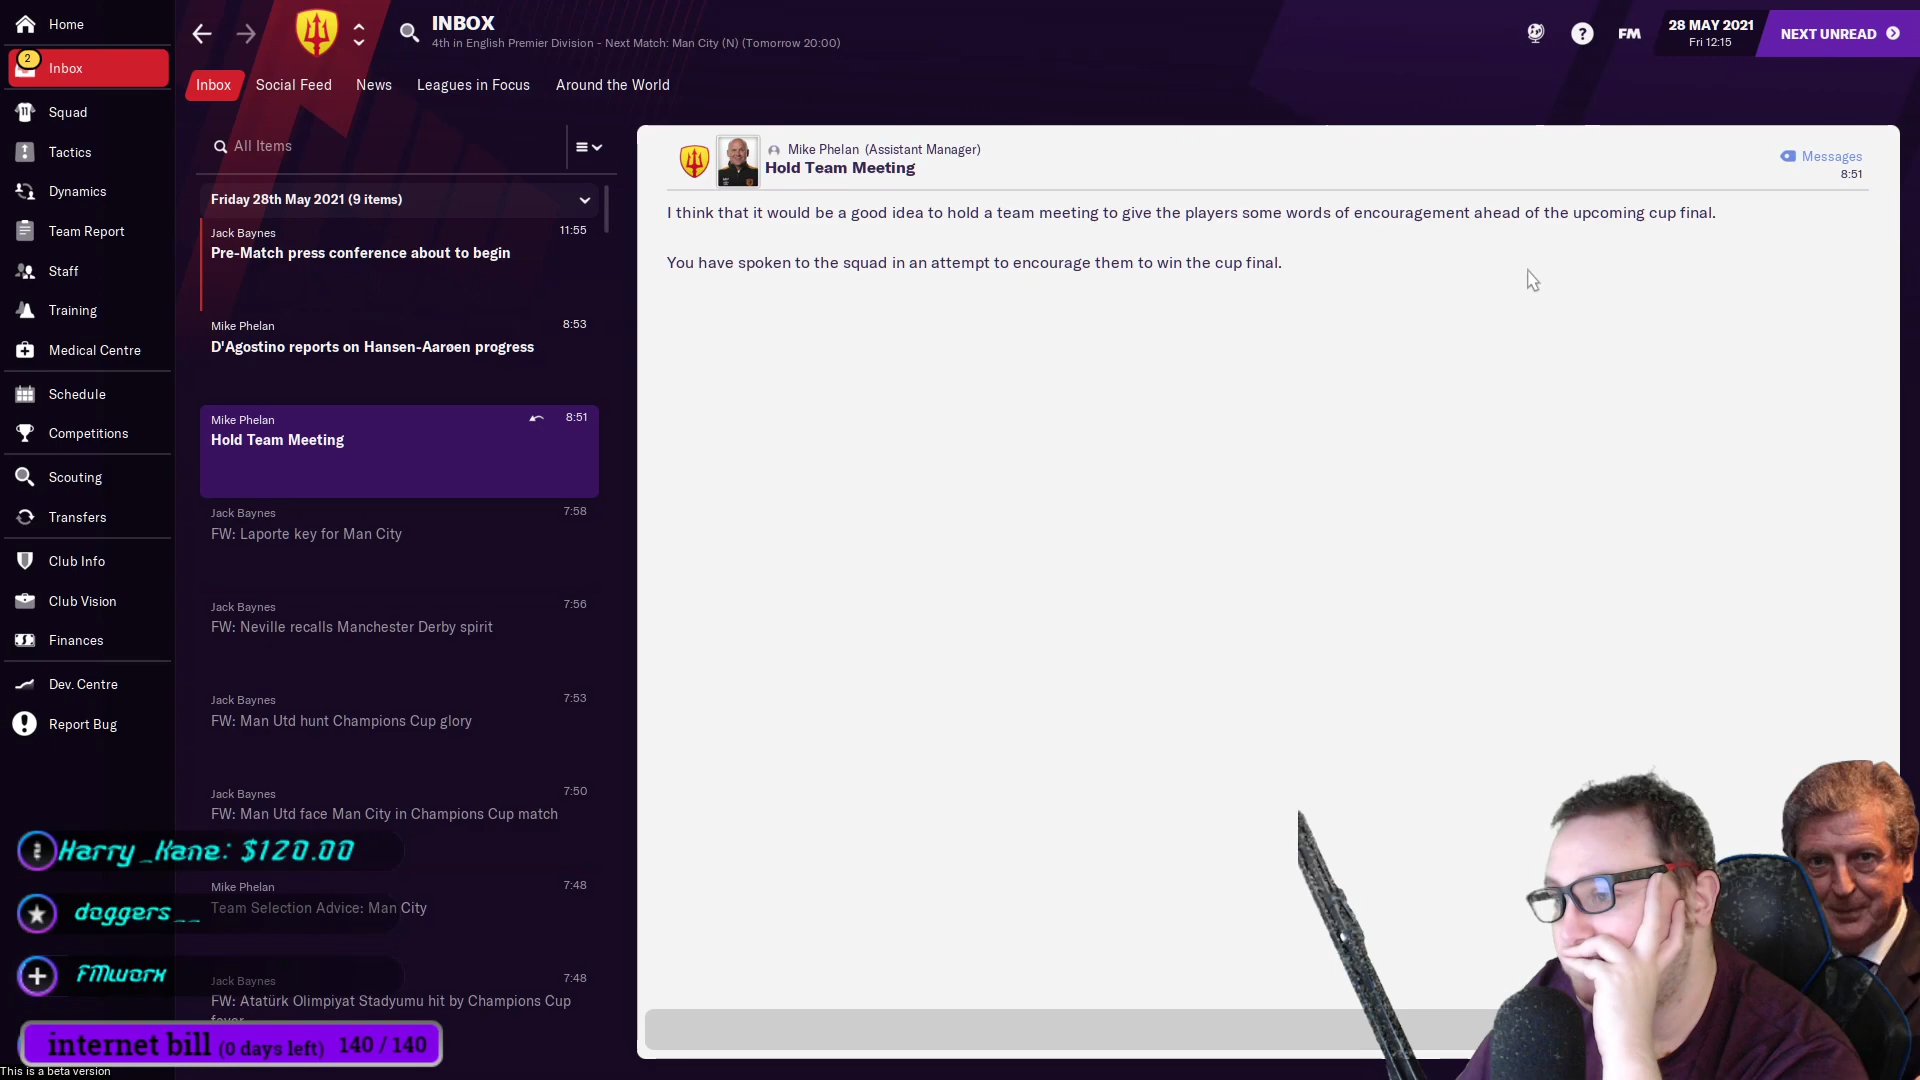 Home
2
Inbox
Squad
Tactics
Dynamics
Team Report
Staff
Training
Medical Centre
Schedule
Competitions
Scouting
Transfers
Club Info
Club Vision
Finances
Dev. Centre
Report Bug
INBOX
4th in English Premier Division - Next Match: Man City (N) (Tomorrow 20:00)
FM
28 MAY 2021
Fri 12:15
NEXT UNREAD
Inbox Social Feed News Leagues in Focus Around the World
All Items
Friday 28th May 2021 (9 items)
Jack Baynes 11:55
Pre-Match press conference about to begin
Mike Phelan 8:53
D'Agostino reports on Hansen-Aarøen progress
Mike Phelan 8:51
Hold Team Meeting
Jack Baynes 7:58
FW: Laporte key for Man City
Jack Baynes 7:56
FW: Neville recalls Manchester Derby spirit
Jack Baynes 7:53
FW: Man Utd hunt Champions Cup glory
Jack Baynes 7:50
FW: Man Utd face Man City in Champions Cup match
Mike Phelan 7:48
Team Selection Advice: Man City
Jack Baynes 7:48
FW: Atatürk Olimpiyat Stadyumu hit by Champions Cup
fever
Mike Phelan (Assistant Manager)
Hold Team Meeting
Messages
8:51
I think that it would be a good idea to hold a team meeting to give the players some words of encouragement ahead of the upcoming cup final.
You have spoken to the squad in an attempt to encourage them to win the cup final.
Harry_Kane: $120.00
daggers__
FMworx
internet bill (0 days left) 140 / 140
This is a beta version